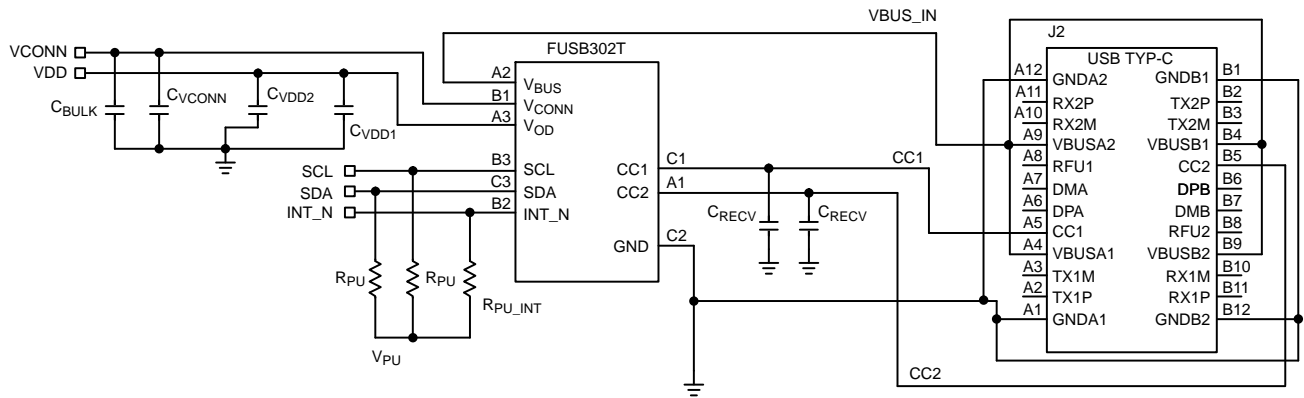 VBUS_IN
J2
FUSB302T
USB TYP-C
VCONN
VDD
CBULK
CVCONN
CVDD2
CVDD1
A2
B1
A3
VBUS
VCONN
VOD
SCL
SDA
INT_N
B3
C3
B2
SCL
SDA
INT_N
CC1
CC2
GND
C1
A1
C2
CC1
CRECV
CRECV
RPU
RPU
RPU_INT
VPU
CC2
A12 GNDA2 GNDB1 B1
A11 RX2P TX2P B2
A10 RX2M TX2M B3
A9 VBUSA2 VBUSB1 B4
A8 RFU1 CC2 B5
A7 DMA DPB B6
A6 DPA DMB B7
A5 CC1 RFU2 B8
A4 VBUSA1 VBUSB2 B9
A3 TX1M RX1M B10
A2 TX1P RX1P B11
A1 GNDA1 GNDB2 B12